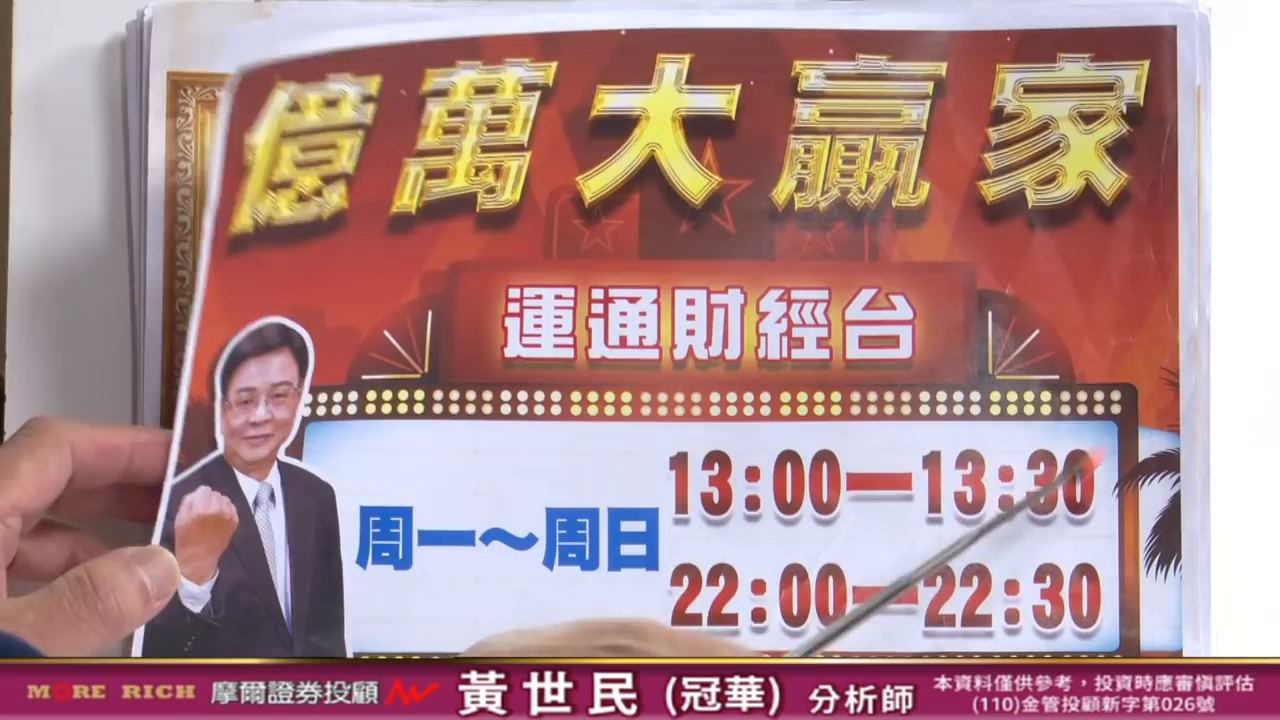 億萬大贏家
運通財經台
周一～周日
13:00—13:30
22:00—22:30
MORE RICH 摩爾證券投顧 黃世民(冠華) 分析師
本資料僅供參考，投資時應審慎評估
(110)金管投顧新字第026號